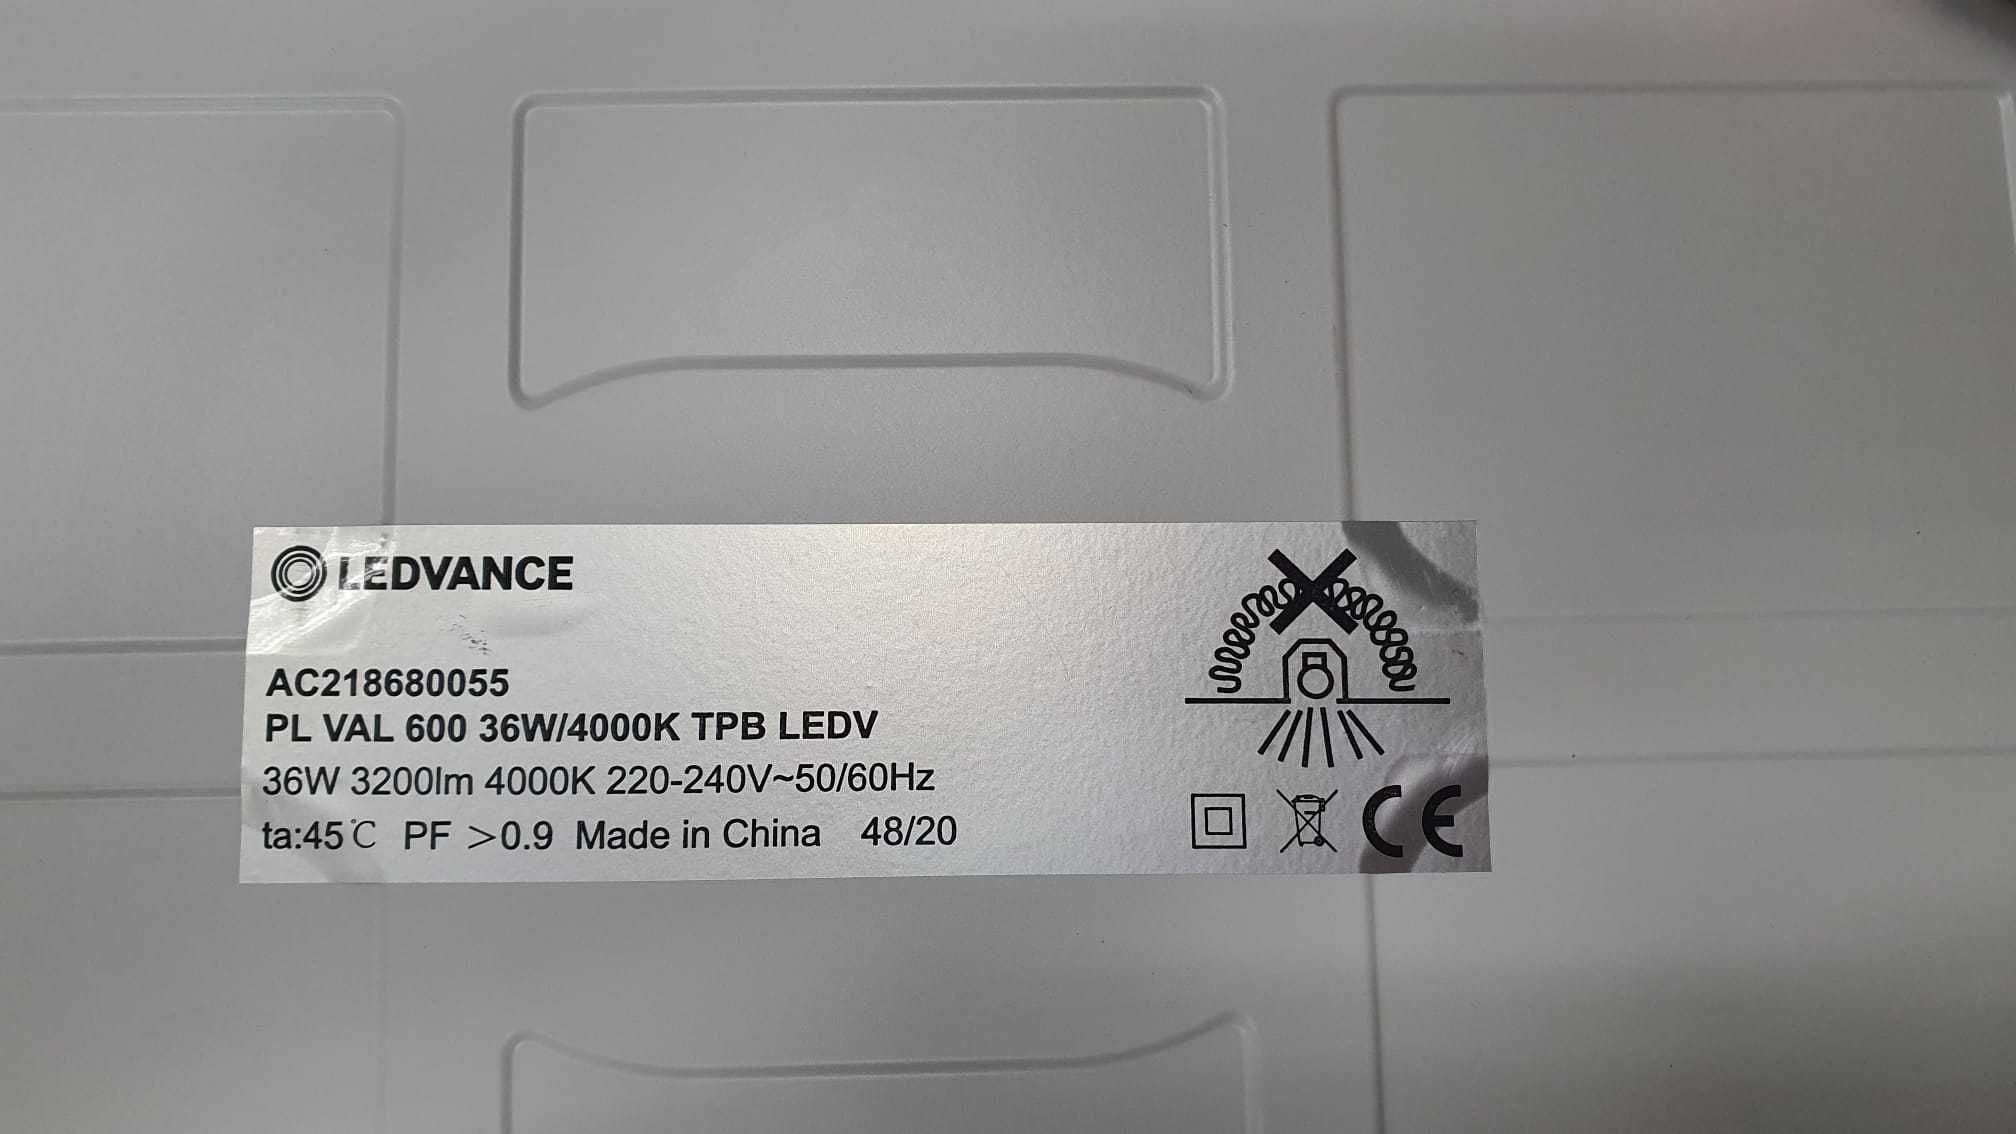 LEDVANCE
AC218680055
PL VAL 600 36W/4000K TPB LEDV
36W 3200lm 4000K 220-240V~50/60Hz
ta:45℃ PF >0.9 Made in China 48/20
CE